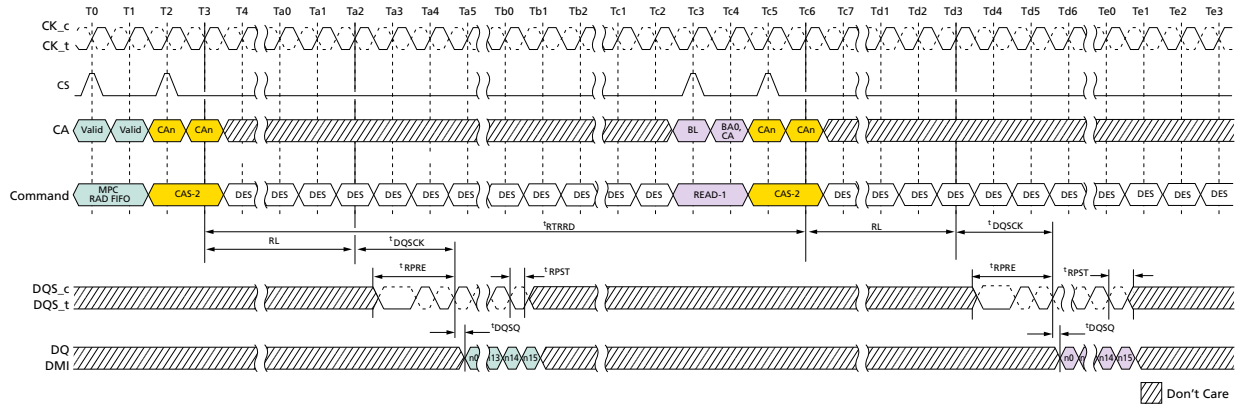 T0 T1 T2 T3 T4 Ta0 Ta1 Ta2 Ta3 Ta4 Ta5 Tb0 Tb1 Tb2 Tc1 Tc2 Tc3 Tc4 Tc5 Tc6 Tc7 Td1 Td2 Td3 Td4 Td5 Td6 Te0 Te1 Te2 Te3
CK_c
CK_t
CS
CA Valid Valid CAn CAn BL BA0, CA CAn CAn
Command MPC RAD FIFO CAS-2 DES DES DES DES DES DES DES DES DES DES DES DES READ-1 CAS-2 DES DES DES DES DES DES DES DES DES DES DES
tRTRRD
RL tDQSCK RL tDQSCK
tRPRE tRPST tRPRE tRPST
DQS_c
DQS_t
tDQSQ tDQSQ
DQ
DMI
n0 n13 n14 n15 n0 n n14 n15
Don't Care